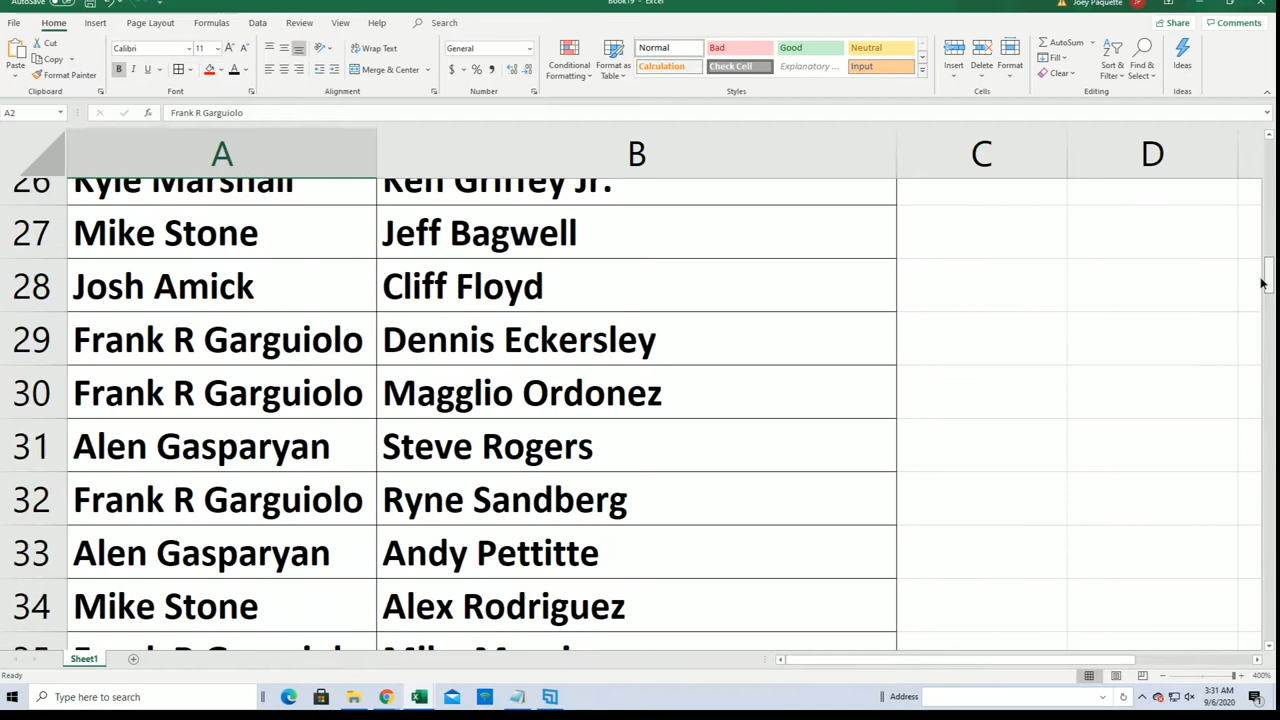 AutoSave Off
Book19 - Excel
Joey Paquette
File Home Insert Page Layout Formulas Data Review View Help Search
Share Comments
Paste Cut Copy Format Painter
Clipboard
Calibri 11
B I U
Font
Wrap Text
Merge & Center
Alignment
General
$ % ,
Number
Conditional Formatting Format as Table
Normal Bad Good Neutral
Calculation Check Cell Explanatory ... Input
Styles
Insert Delete Format
Cells
AutoSum
Fill
Clear
Sort & Filter Find & Select
Editing
Ideas
Ideas
A2 fx Frank R Garguiolo
A B C D
26 Kyle Marshall Ken Griffey Jr.
27 Mike Stone Jeff Bagwell
28 Josh Amick Cliff Floyd
29 Frank R Garguiolo Dennis Eckersley
30 Frank R Garguiolo Magglio Ordonez
31 Alen Gasparyan Steve Rogers
32 Frank R Garguiolo Ryne Sandberg
33 Alen Gasparyan Andy Pettitte
34 Mike Stone Alex Rodriguez
35 Frank R Garguiolo
Sheet1
Ready
400%
Type here to search
Address
3:31 AM
9/6/2020